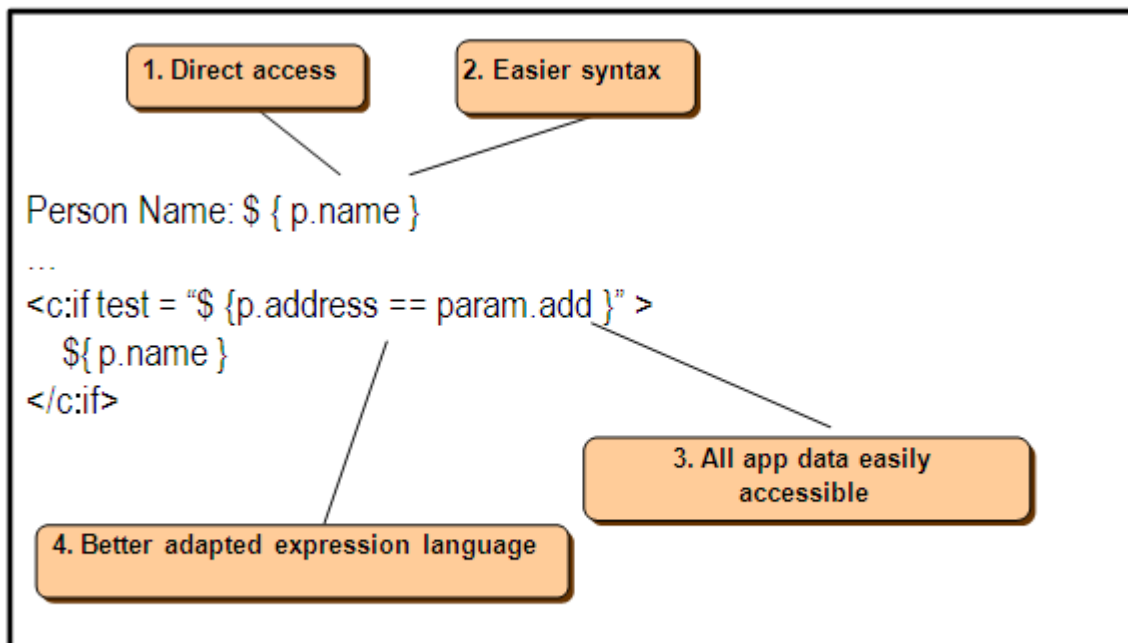 1. Direct access
2. Easier syntax
Person Name: $ { p.name }
...
<c:if test = “$ {p.address == param.add }” >
${ p.name }
</c:if>
3. All app data easily
accessible
4. Better adapted expression language